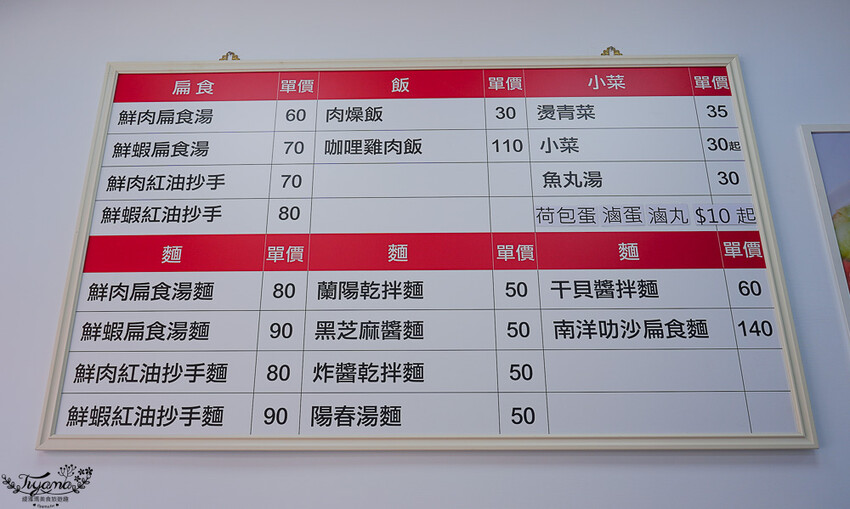 扁食 單價 飯 單價 小菜 單價
鮮肉扁食湯 60 肉燥飯 30 燙青菜 35
鮮蝦扁食湯 70 咖哩雞肉飯 110 小菜 30起
鮮肉紅油抄手 70 魚丸湯 30
鮮蝦紅油抄手 80 荷包蛋 滷蛋 滷丸 $10 起
麵 單價 麵 單價 麵 單價
鮮肉扁食湯麵 80 蘭陽乾拌麵 50 干貝醬拌麵 60
鮮蝦扁食湯麵 90 黑芝麻醬麵 50 南洋叻沙扁食麵 140
鮮肉紅油抄手麵 80 炸醬乾拌麵 50
鮮蝦紅油抄手麵 90 陽春湯麵 50